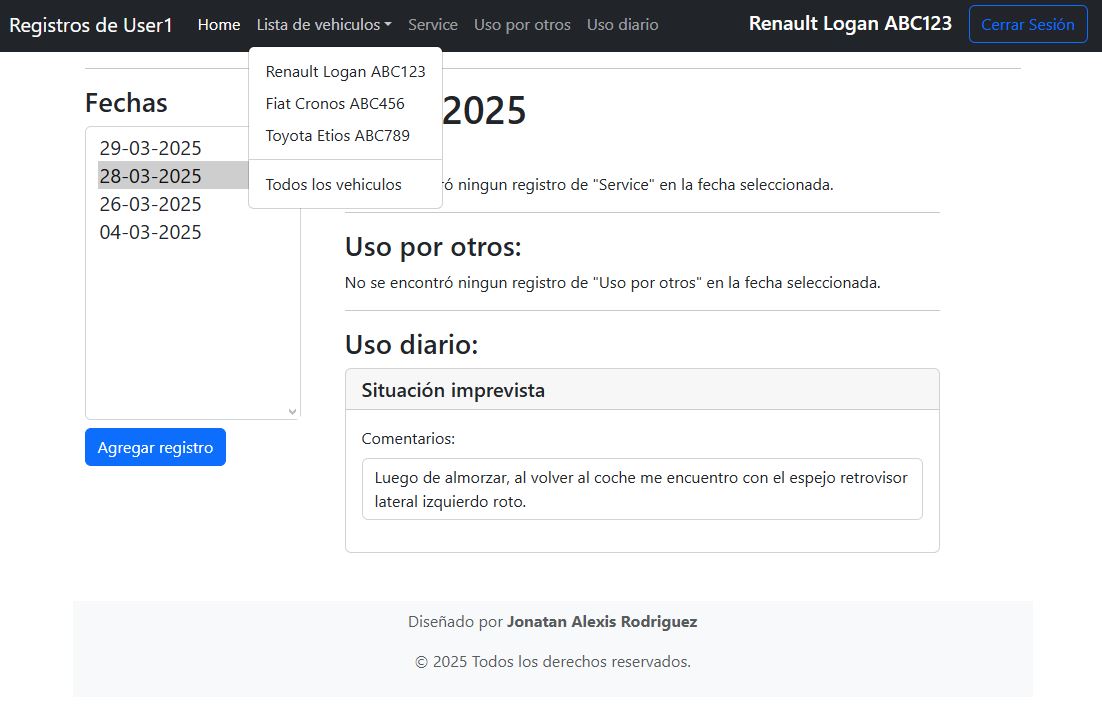 Registros de User1 Home Lista de vehiculos Service Uso por otros Uso diario Renault Logan ABC123 Cerrar Sesión
Renault Logan ABC123
Fiat Cronos ABC456
Toyota Etios ABC789
Todos los vehiculos
Fechas
29-03-2025
28-03-2025
26-03-2025
04-03-2025
Agregar registro
2025
ó ningun registro de "Service" en la fecha seleccionada.
Uso por otros:
No se encontró ningun registro de "Uso por otros" en la fecha seleccionada.
Uso diario:
Situación imprevista
Comentarios:
Luego de almorzar, al volver al coche me encuentro con el espejo retrovisor
lateral izquierdo roto.
Diseñado por Jonatan Alexis Rodriguez
© 2025 Todos los derechos reservados.